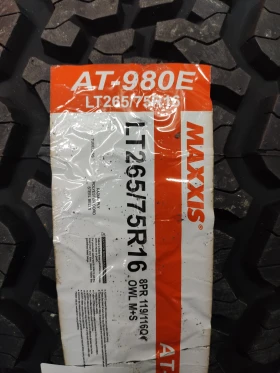 AT-980E
LT265/75R16
MAXXIS
LT265/75R16
8PR 119/116Q
OWL M+S
AT